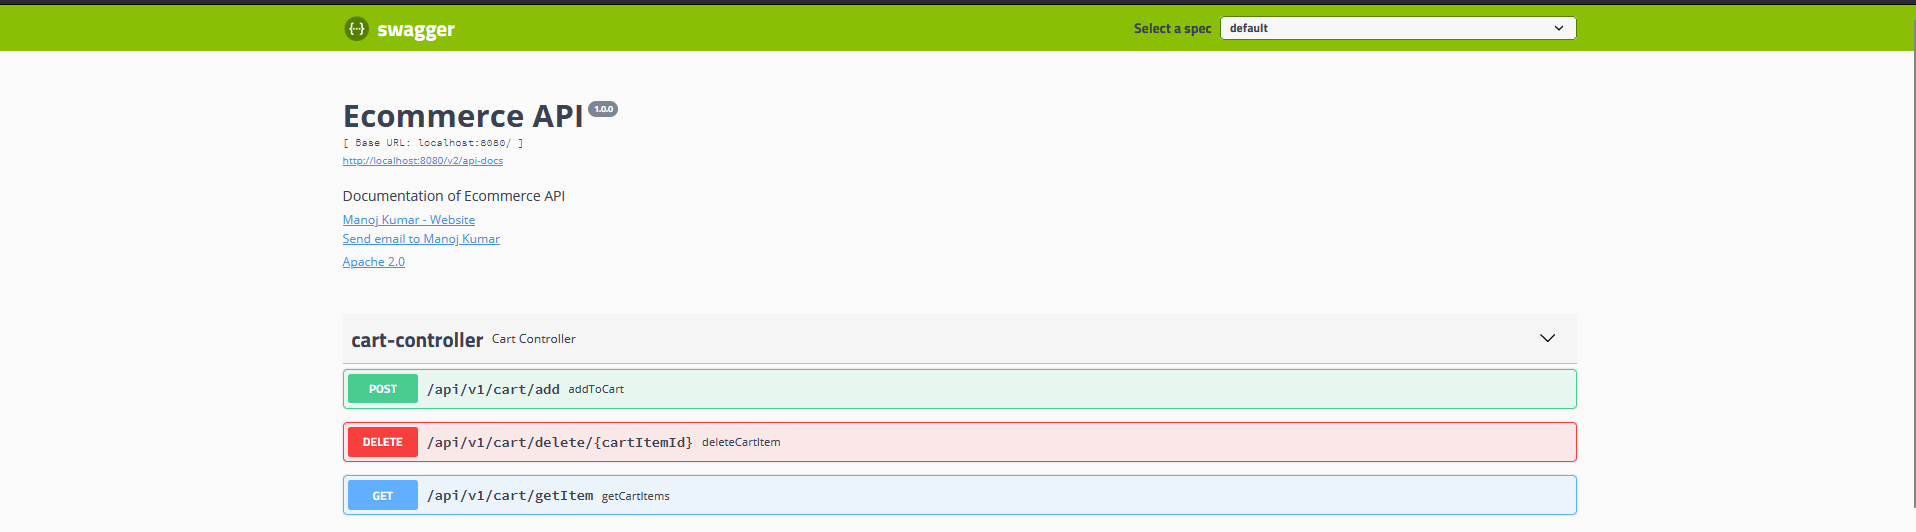 {···} swagger
Select a spec default
Ecommerce API 1.0.0
[ Base URL: localhost:8080/ ]
http://localhost:8080/v2/api-docs
Documentation of Ecommerce API
Manoj Kumar - Website
Send email to Manoj Kumar
Apache 2.0
cart-controller Cart Controller
POST /api/v1/cart/add addToCart
DELETE /api/v1/cart/delete/{cartItemId} deleteCartItem
GET /api/v1/cart/getItem getCartItems